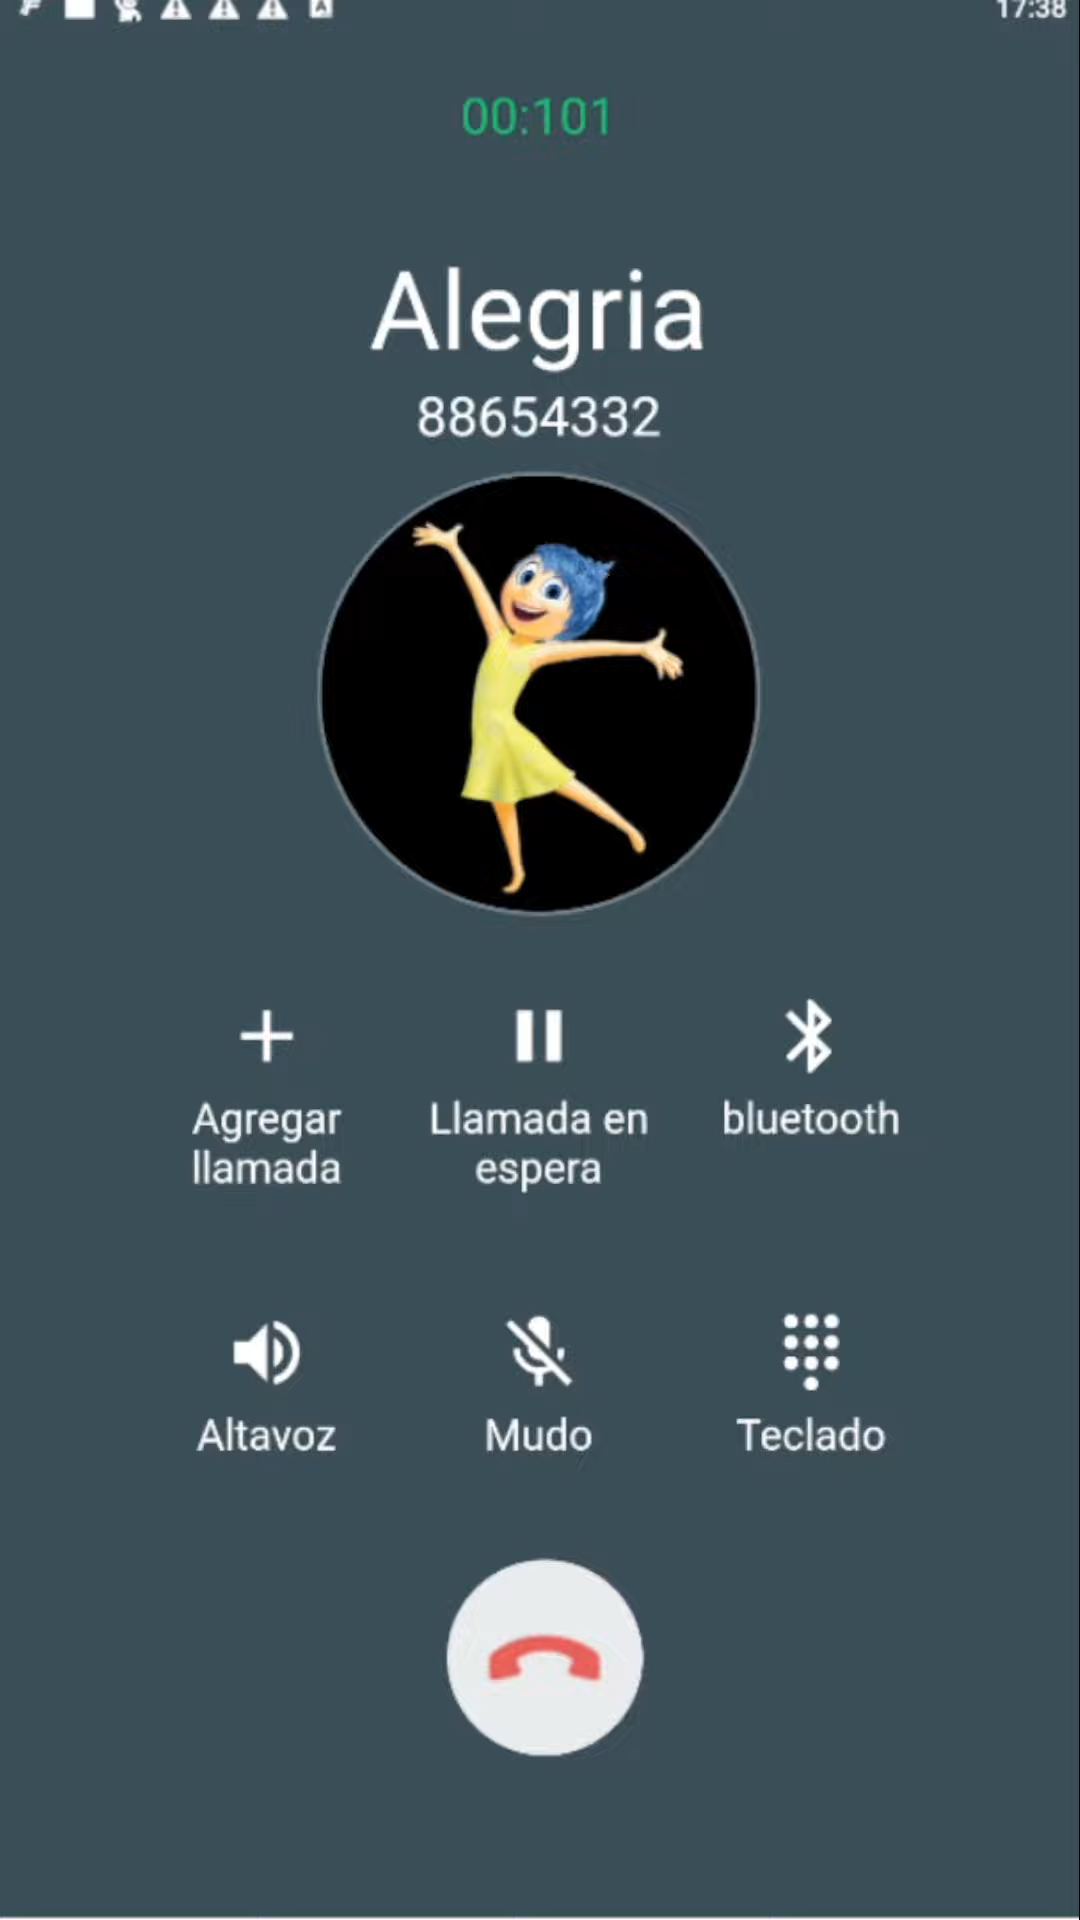 17:38
00:101
Alegria
88654332
Agregar
llamada
Llamada en
espera
bluetooth
Altavoz
Mudo
Teclado